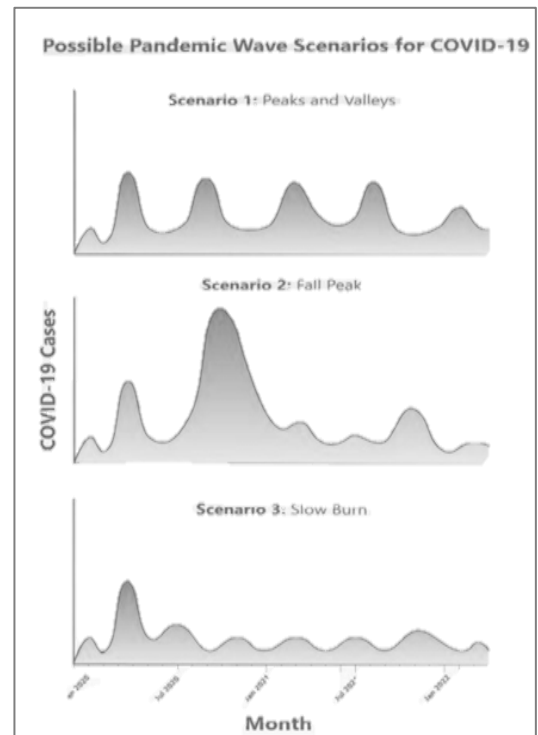 Possible Pandemic Wave Scenarios for COVID-19
Scenario 1: Peaks and Valleys
Scenario 2: Fall Peak
COVID-19 Cases
Scenario 3: Slow Burn
Jul 2020
Jan 2021
Jul 2021
Jan 2022
Month